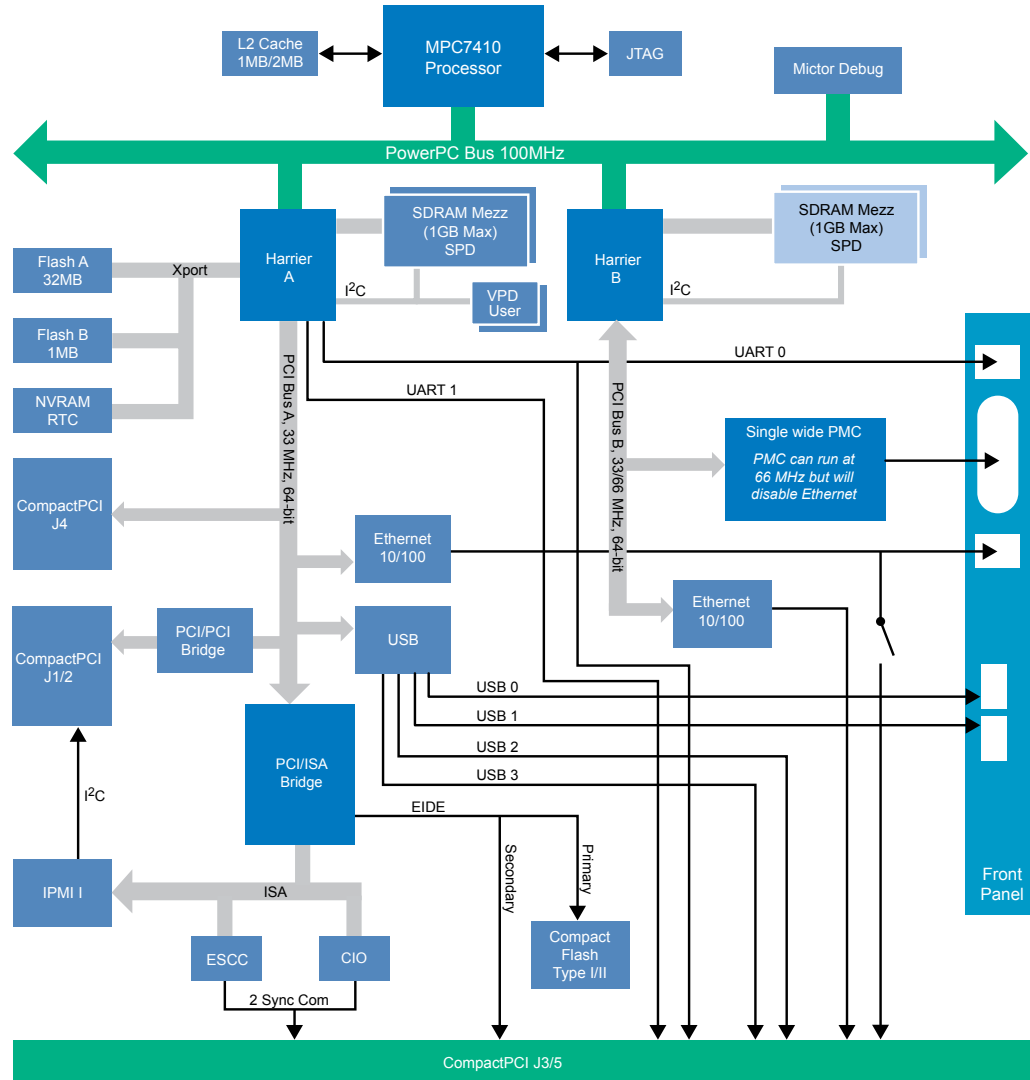 L2 Cache
1MB/2MB
MPC7410
Processor
JTAG
Mictor Debug
PowerPC Bus 100MHz
Harrier
A
SDRAM Mezz
(1GB Max)
SPD
Harrier
B
SDRAM Mezz
(1GB Max)
SPD
Flash A
32MB
Xport
I²C
VPD
User
I²C
Flash B
1MB
NVRAM
RTC
UART 0
UART 1
PCI Bus A, 33 MHz, 64-bit
PCI Bus B, 33/66 MHz, 64-bit
Single wide PMC
PMC can run at
66 MHz but will
disable Ethernet
CompactPCI
J4
Ethernet
10/100
Ethernet
10/100
CompactPCI
J1/2
PCI/PCI
Bridge
USB
USB 0
USB 1
USB 2
USB 3
PCI/ISA
Bridge
I²C
EIDE
Secondary
Primary
IPMI I
ISA
Front
Panel
ESCC
CIO
Compact
Flash
Type I/II
2 Sync Com
CompactPCI J3/5